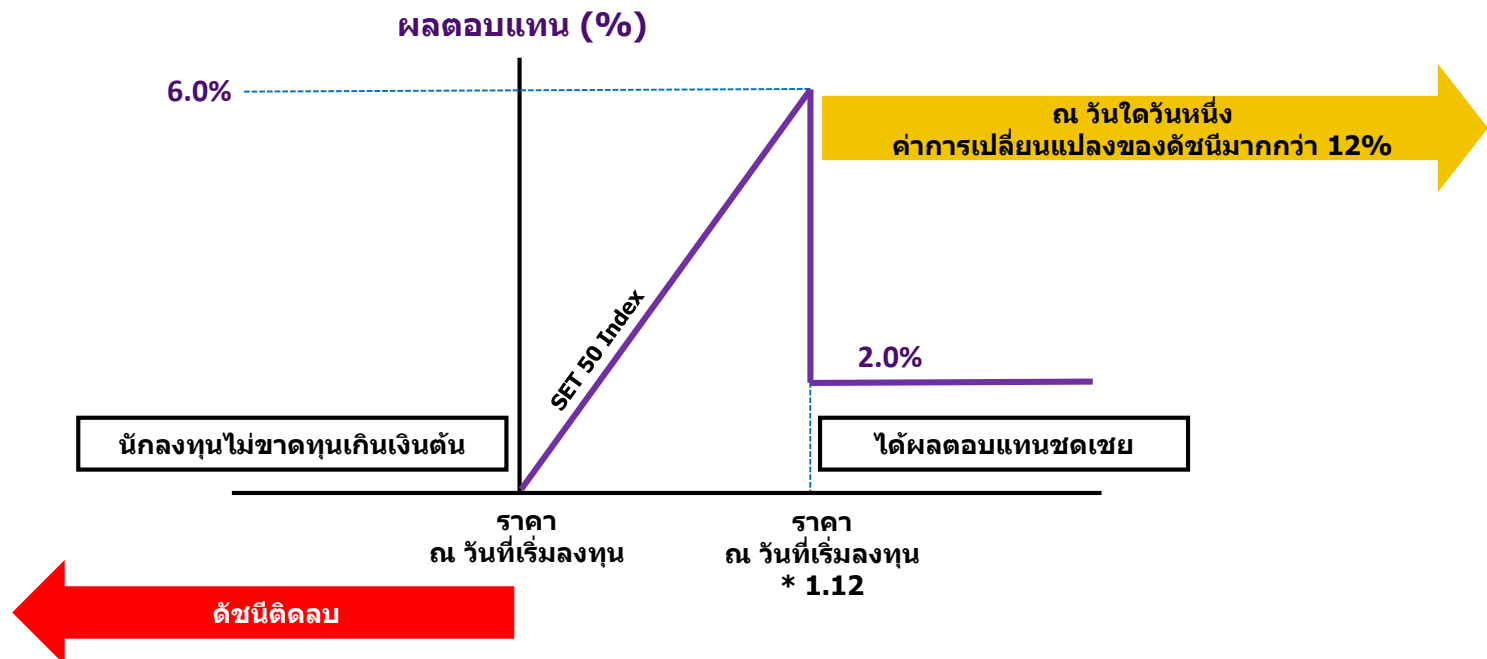 ผลตอบแทน (%)
6.0%
ณ วันใดวันหนึ่ง
ค่าการเปลี่ยนแปลงของดัชนีมากกว่า 12%
SET 50 Index
2.0%
นักลงทุนไม่ขาดทุนเกินเงินต้น
ได้ผลตอบแทนชดเชย
ราคา
ณ วันที่เริ่มลงทุน
ราคา
ณ วันที่เริ่มลงทุน
* 1.12
ดัชนีติดลบ